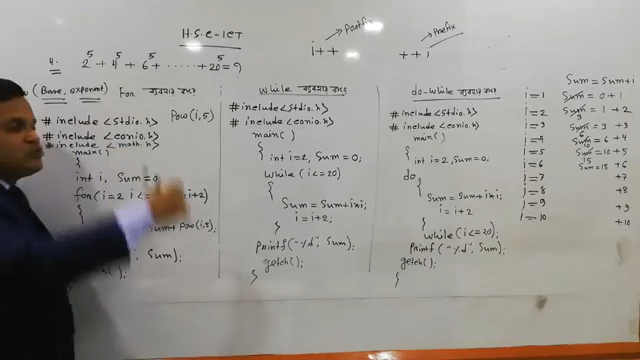 H.S.C-ICT
i++ → Postfix
++i → Prefix
4. 2^5 + 4^5 + 6^5 + ...... + 20^5 = ?
(Base, exponent) For ব্যবহার করে
Pow(i,5)
#include <stdio.h>
#include <conio.h>
#include <math.h>
main()
{
int i, Sum=0
for(i=2 i<= i+2)
{
Sum+ Pow(i,5);
, Sum);
);
while ব্যবহার করে
#include <stdio.h>
#include <conio.h>
main()
{
int i=2, Sum=0;
while (i<=20)
{
Sum=Sum+i*i;
i=i+2;
}
printf("%d", Sum);
getch();
}
do-while ব্যবহার করে
#include <stdio.h>
#include <conio.h>
main()
{
int i=2, Sum=0;
do
{
Sum=Sum+i*i;
i=i+2
}
while (i<=20);
printf("%d", Sum);
getch();
}
i=1
i=2
i=3
i=4
i=5
i=6
i=7
i=8
i=9
i=10
Sum=Sum+i
Sum= 0+1
Sum= 1+2
Sum= 3+3
Sum= 6+4
Sum= 10+5
Sum=15+6
+7
+8
+9
+10